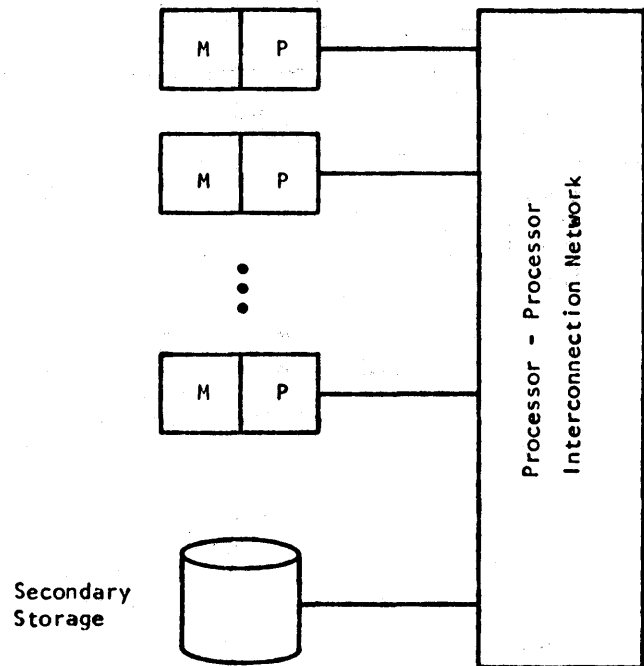 M P
M P
M P
Processor - Processor
Interconnection Network
Secondary
Storage